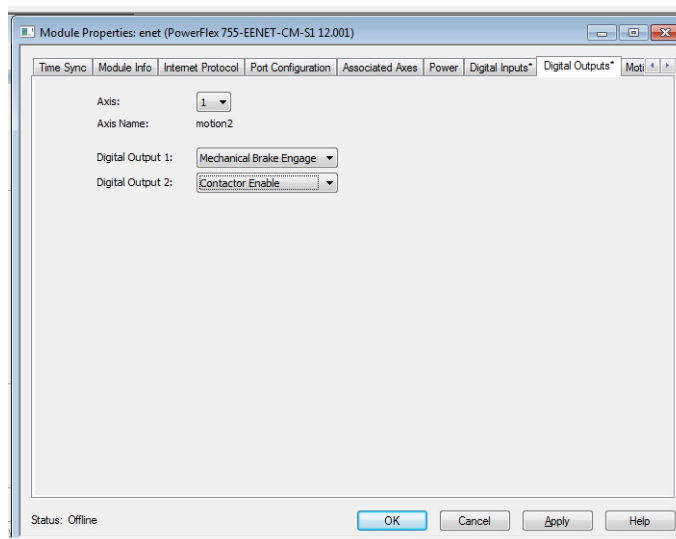 Module Properties: enet (PowerFlex 755-EENET-CM-S1 12.001)
Time Sync Module Info Internet Protocol Port Configuration Associated Axes Power Digital Inputs* Digital Outputs* Moti
Axis: 1
Axis Name: motion2
Digital Output 1: Mechanical Brake Engage
Digital Output 2: Contactor Enable
Status: Offline OK Cancel Apply Help